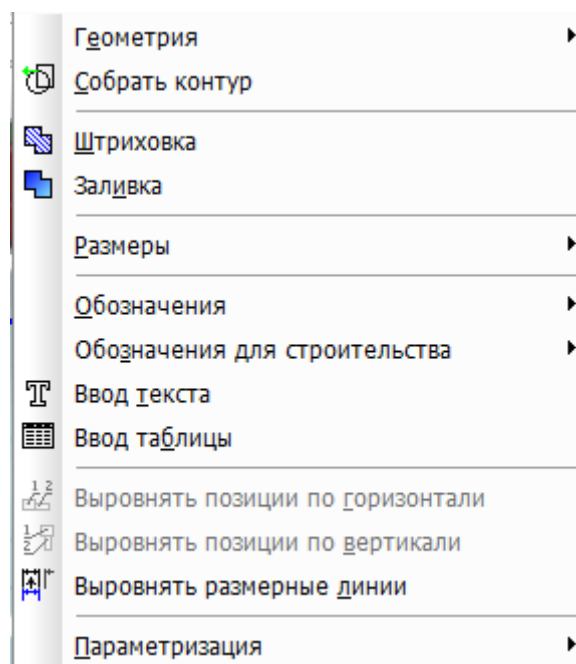 Геометрия
Собрать контур
Штриховка
Заливка
Размеры
Обозначения
Обозначения для строительства
Ввод текста
Ввод таблицы
Выровнять позиции по горизонтали
Выровнять позиции по вертикали
Выровнять размерные линии
Параметризация